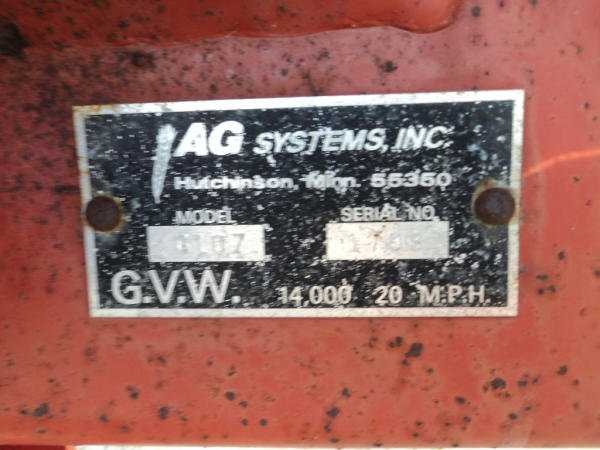 AG SYSTEMS, INC.
Hutchinson, Minn. 55350
MODEL SERIAL NO.
G.V.W. 14,000 20 M.P.H.